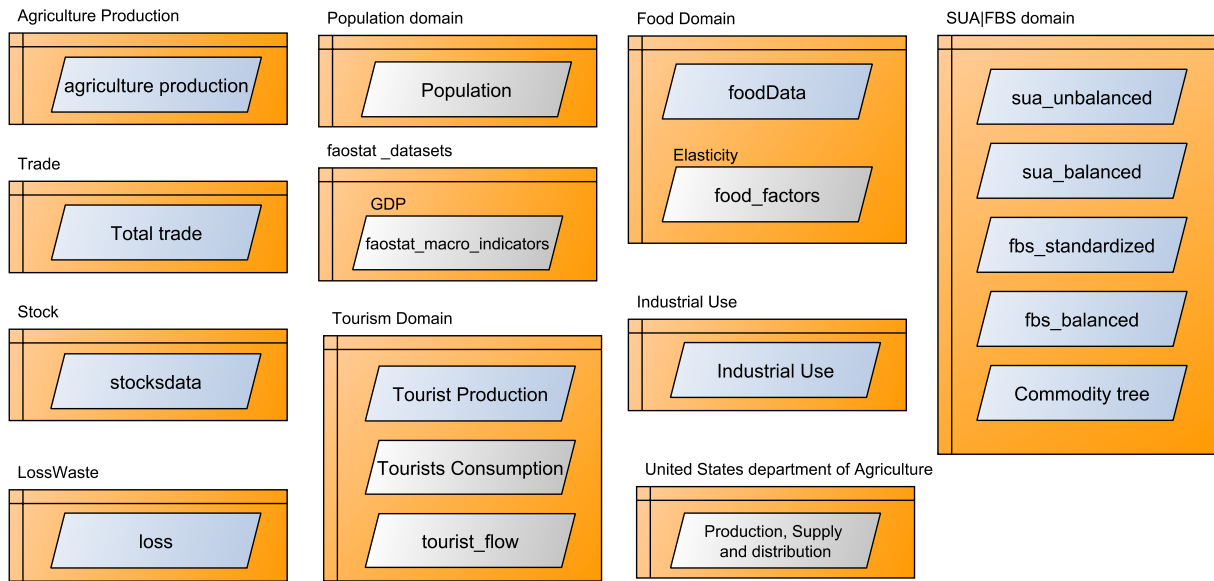 Agriculture Production
agriculture production
Trade
Total trade
Stock
stocksdata
LossWaste
loss
Population domain
Population
faostat _datasets
GDP
faostat_macro_indicators
Tourism Domain
Tourist Production
Tourists Consumption
tourist_flow
Food Domain
foodData
Elasticity
food_factors
Industrial Use
Industrial Use
United States department of Agriculture
Production, Supply
and distribution
SUA|FBS domain
sua_unbalanced
sua_balanced
fbs_standardized
fbs_balanced
Commodity tree